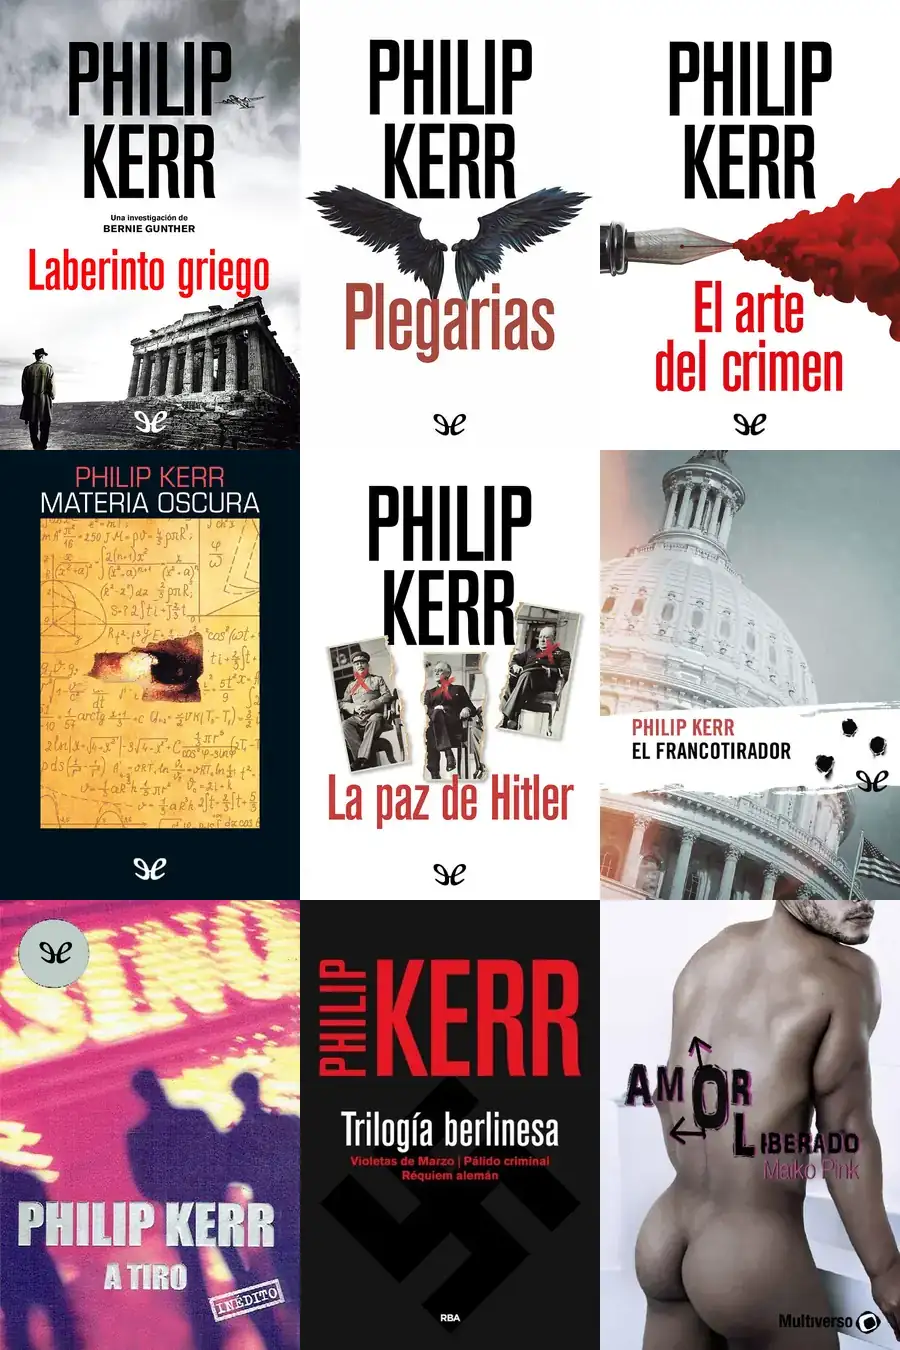 PHILIP
KERR
Una investigación de
BERNIE GUNTHER
Laberinto griego
PHILIP
KERR
Plegarias
PHILIP
KERR
El arte
del crimen
PHILIP KERR
MATERIA OSCURA
PHILIP
KERR
La paz de Hitler
PHILIP KERR
EL FRANCOTIRADOR
PHILIP KERR
A TIRO
INÉDITO
PHILIP
KERR
Trilogía berlinesa
Violetas de Marzo | Pálido criminal
Réquiem alemán
RBA
AMOR
LIBERADO
Maiko Pink
Multiverso